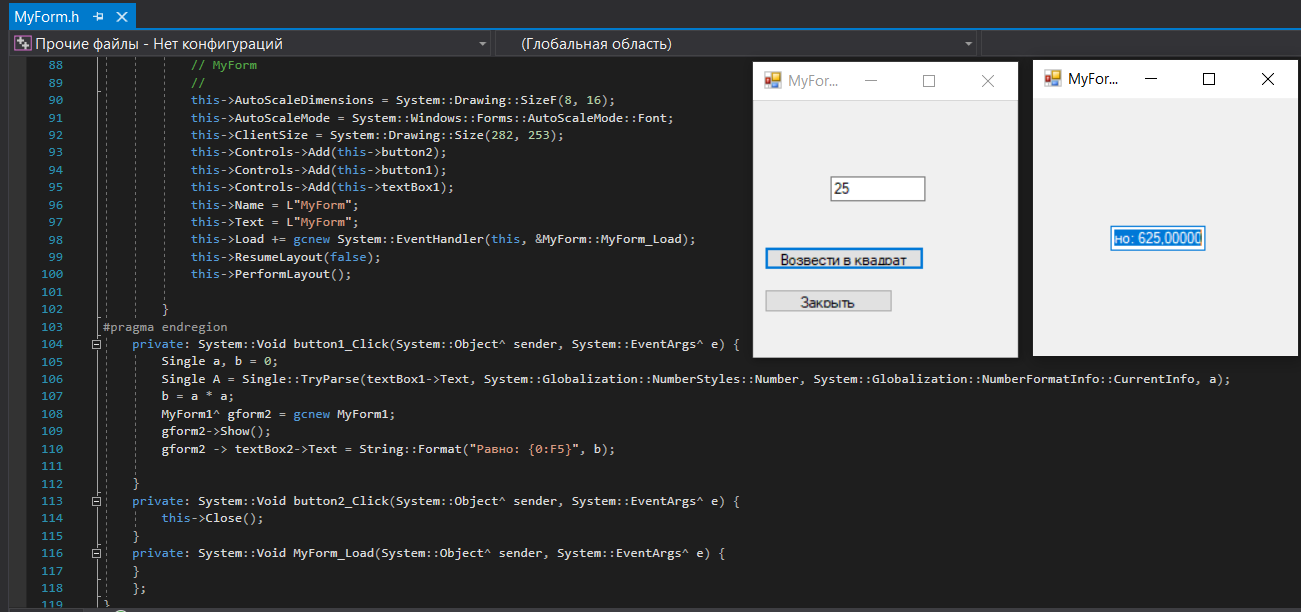 MyForm.h
Прочие файлы - Нет конфигураций
(Глобальная область)
88 // MyForm
89 //
90 this->AutoScaleDimensions = System::Drawing::SizeF(8, 16);
91 this->AutoScaleMode = System::Windows::Forms::AutoScaleMode::Font;
92 this->ClientSize = System::Drawing::Size(282, 253);
93 this->Controls->Add(this->button2);
94 this->Controls->Add(this->button1);
95 this->Controls->Add(this->textBox1);
96 this->Name = L"MyForm";
97 this->Text = L"MyForm";
98 this->Load += gcnew System::EventHandler(this, &MyForm::MyForm_Load);
99 this->ResumeLayout(false);
100 this->PerformLayout();
101
102 }
103 #pragma endregion
104 private: System::Void button1_Click(System::Object^ sender, System::EventArgs^ e) {
105 Single a, b = 0;
106 Single A = Single::TryParse(textBox1->Text, System::Globalization::NumberStyles::Number, System::Globalization::NumberFormatInfo::CurrentInfo, a);
107 b = a * a;
108 MyForm1^ gform2 = gcnew MyForm1;
109 gform2->Show();
110 gform2 -> textBox2->Text = String::Format("Равно: {0:F5}", b);
111
112 }
113 private: System::Void button2_Click(System::Object^ sender, System::EventArgs^ e) {
114 this->Close();
115 }
116 private: System::Void MyForm_Load(System::Object^ sender, System::EventArgs^ e) {
117 }
118 };
119 }
MyFor...
25
Возвести в квадрат
Закрыть
MyFor...
но: 625,00000